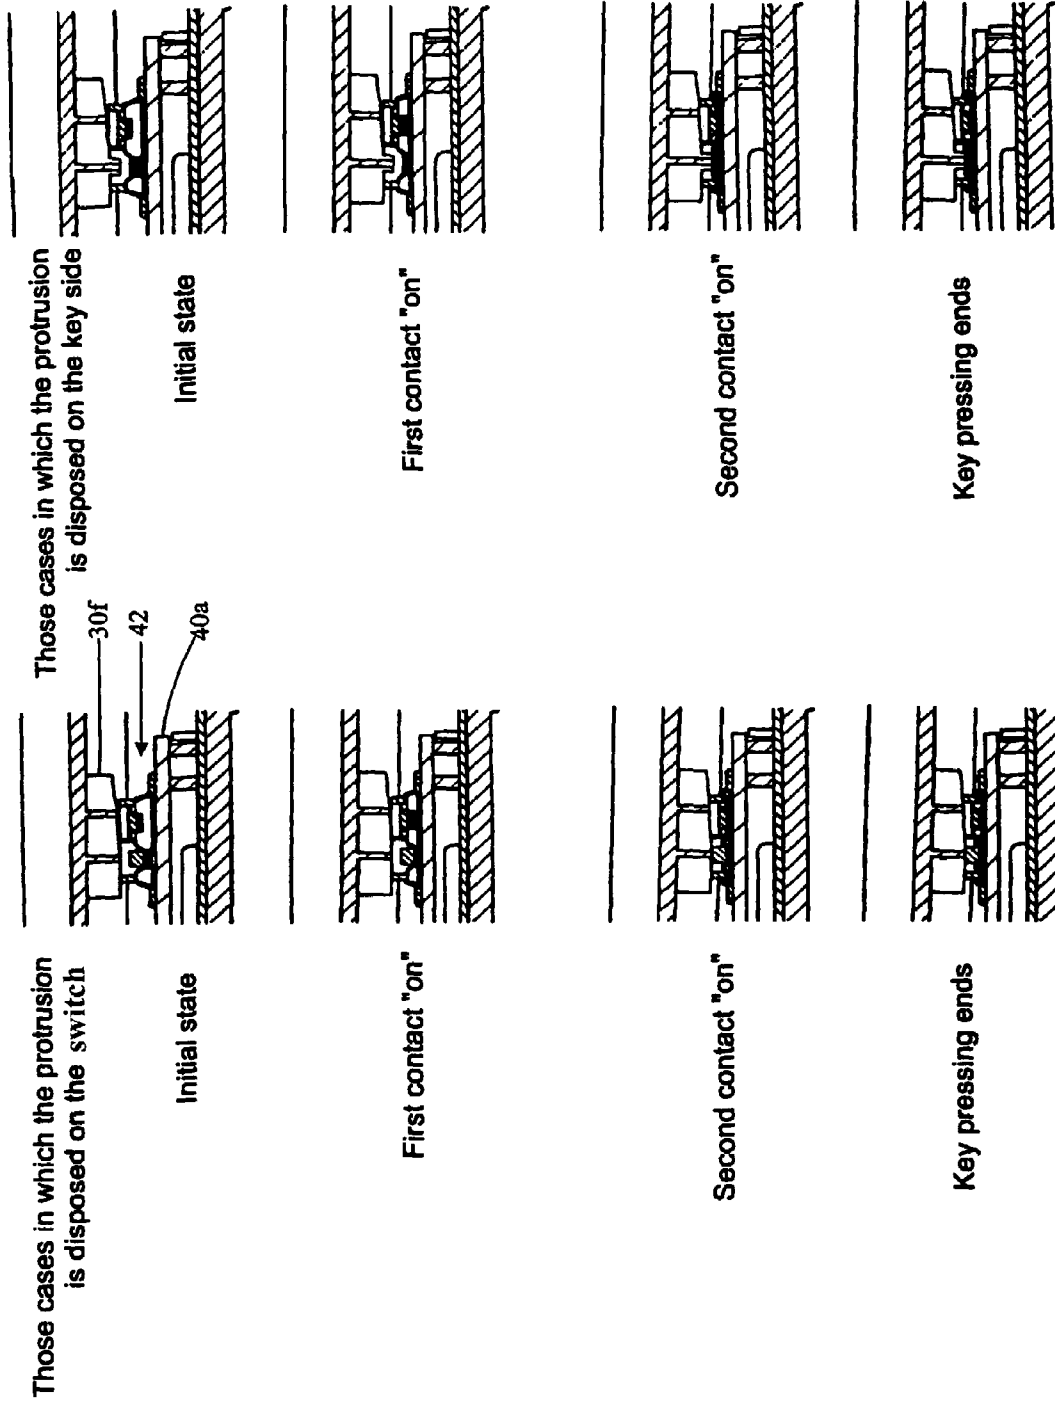 Those cases in which the protrusion
is disposed on the switch
Initial state
30f
42
40a
First contact "on"
Second contact "on"
Key pressing ends
Those cases in which the protrusion
is disposed on the key side
Initial state
First contact "on"
Second contact "on"
Key pressing ends